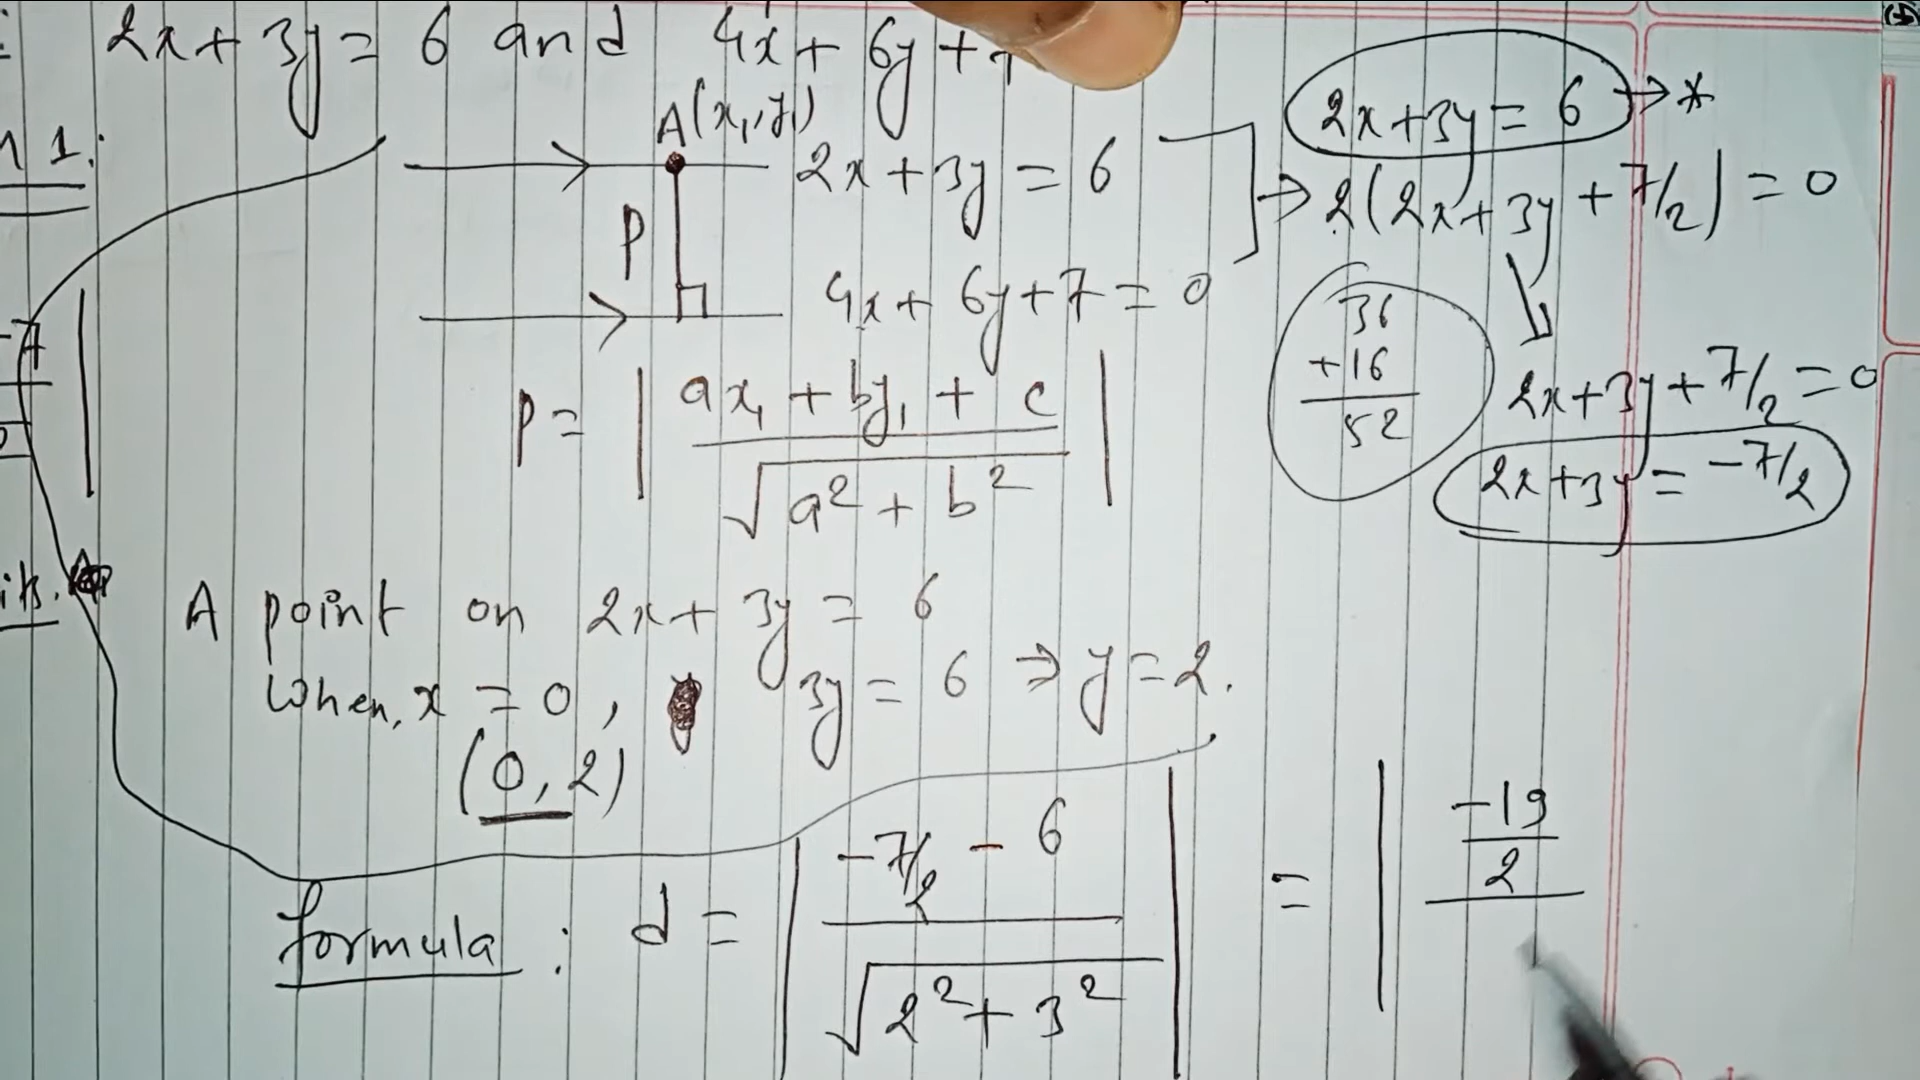 2x + 3y = 6 and 4x + 6y +
1.
A(x₁, y₁)
2x + 3y = 6
P
4x + 6y + 7 = 0
2x + 3y = 6 → *
→ 2(2x + 3y + 7/2) = 0
36
+16
52
2x + 3y + 7/2 = 0
2x + 3y = -7/2
-7
P = | ax₁ + by₁ + c / √a² + b² |
its.
A point on 2x + 3y = 6
When, x = 0, 3y = 6 ⇒ y = 2.
(0, 2)
formula : d = | -7/2 - 6 / √2² + 3² | = | -19/2